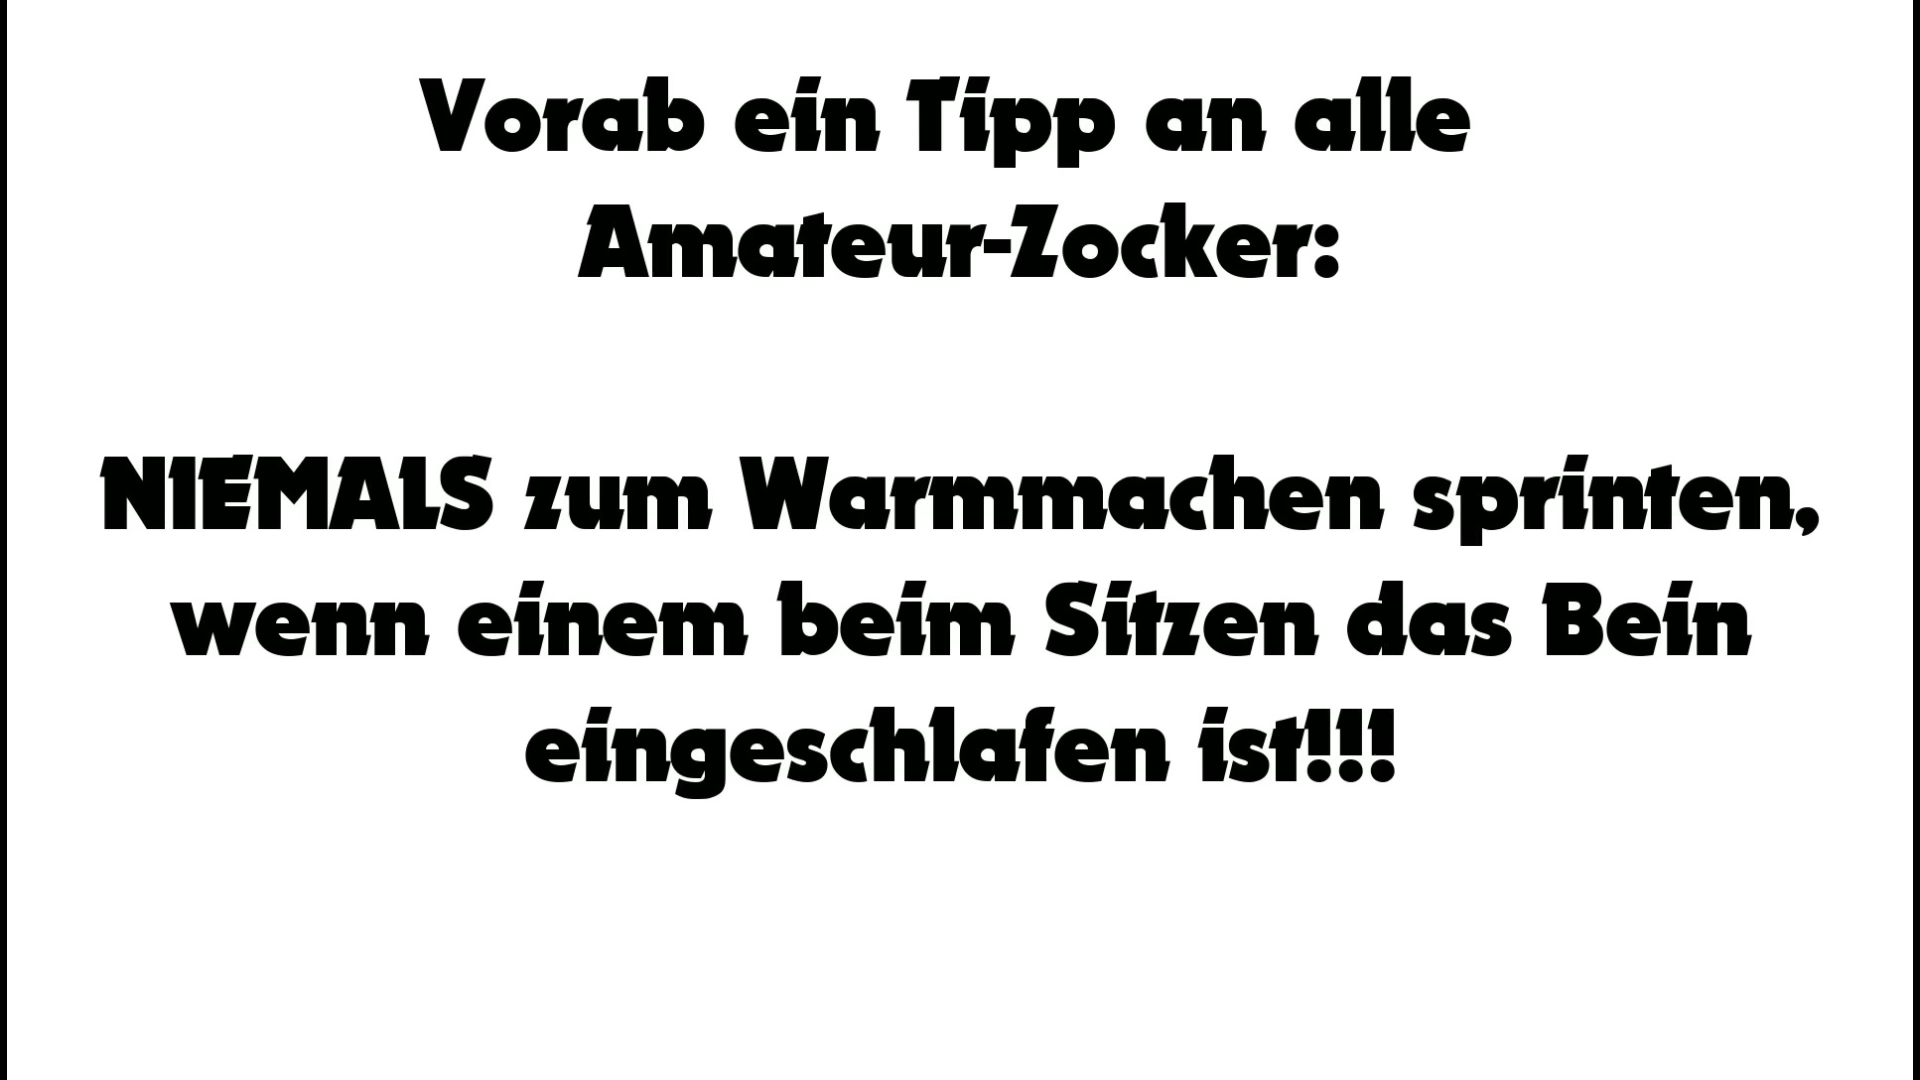 Vorab ein Tipp an alle
Amateur-Zocker:
NIEMALS zum Warmmachen sprinten,
wenn einem beim Sitzen das Bein
eingeschlafen ist!!!